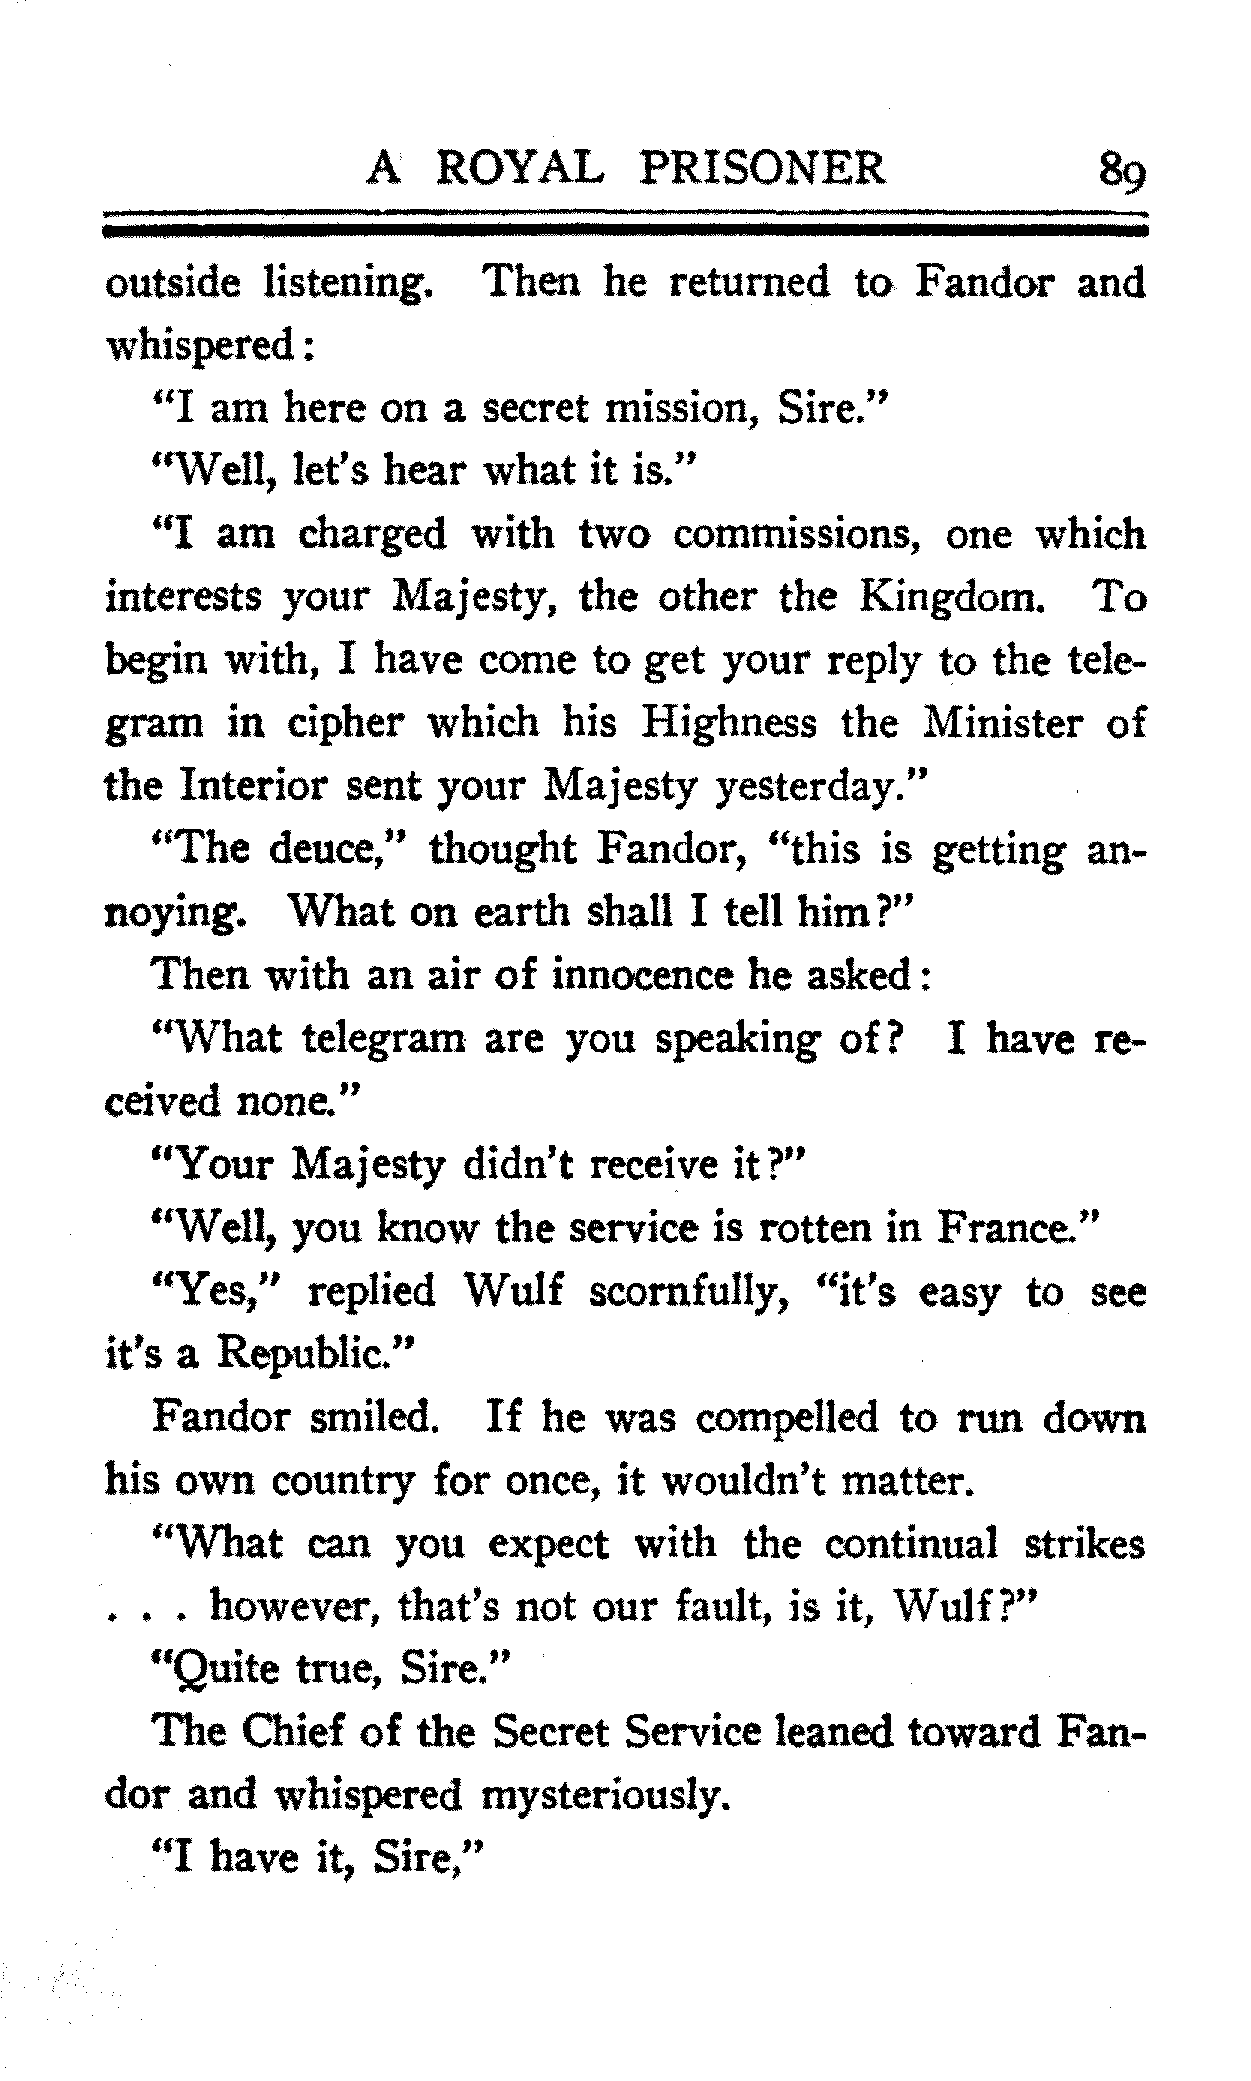 A ROYAL PRISONER 89
outside listening. Then he returned to Fandor and
whispered:
"I am here on a secret mission, Sire."
"Well, let's hear what it is."
"I am charged with two commissions, one which
interests your Majesty, the other the Kingdom. To
begin with, I have come to get your reply to the tele-
gram in cipher which his Highness the Minister of
the Interior sent your Majesty yesterday."
"The deuce," thought Fandor, "this is getting an-
noying. What on earth shall I tell him?"
Then with an air of innocence he asked:
"What telegram are you speaking of? I have re-
ceived none."
"Your Majesty didn't receive it?"
"Well, you know the service is rotten in France."
"Yes," replied Wulf scornfully, "it's easy to see
it's a Republic."
Fandor smiled. If he was compelled to run down
his own country for once, it wouldn't matter.
"What can you expect with the continual strikes
. . . however, that's not our fault, is it, Wulf?"
"Quite true, Sire."
The Chief of the Secret Service leaned toward Fan-
dor and whispered mysteriously.
"I have it, Sire,"